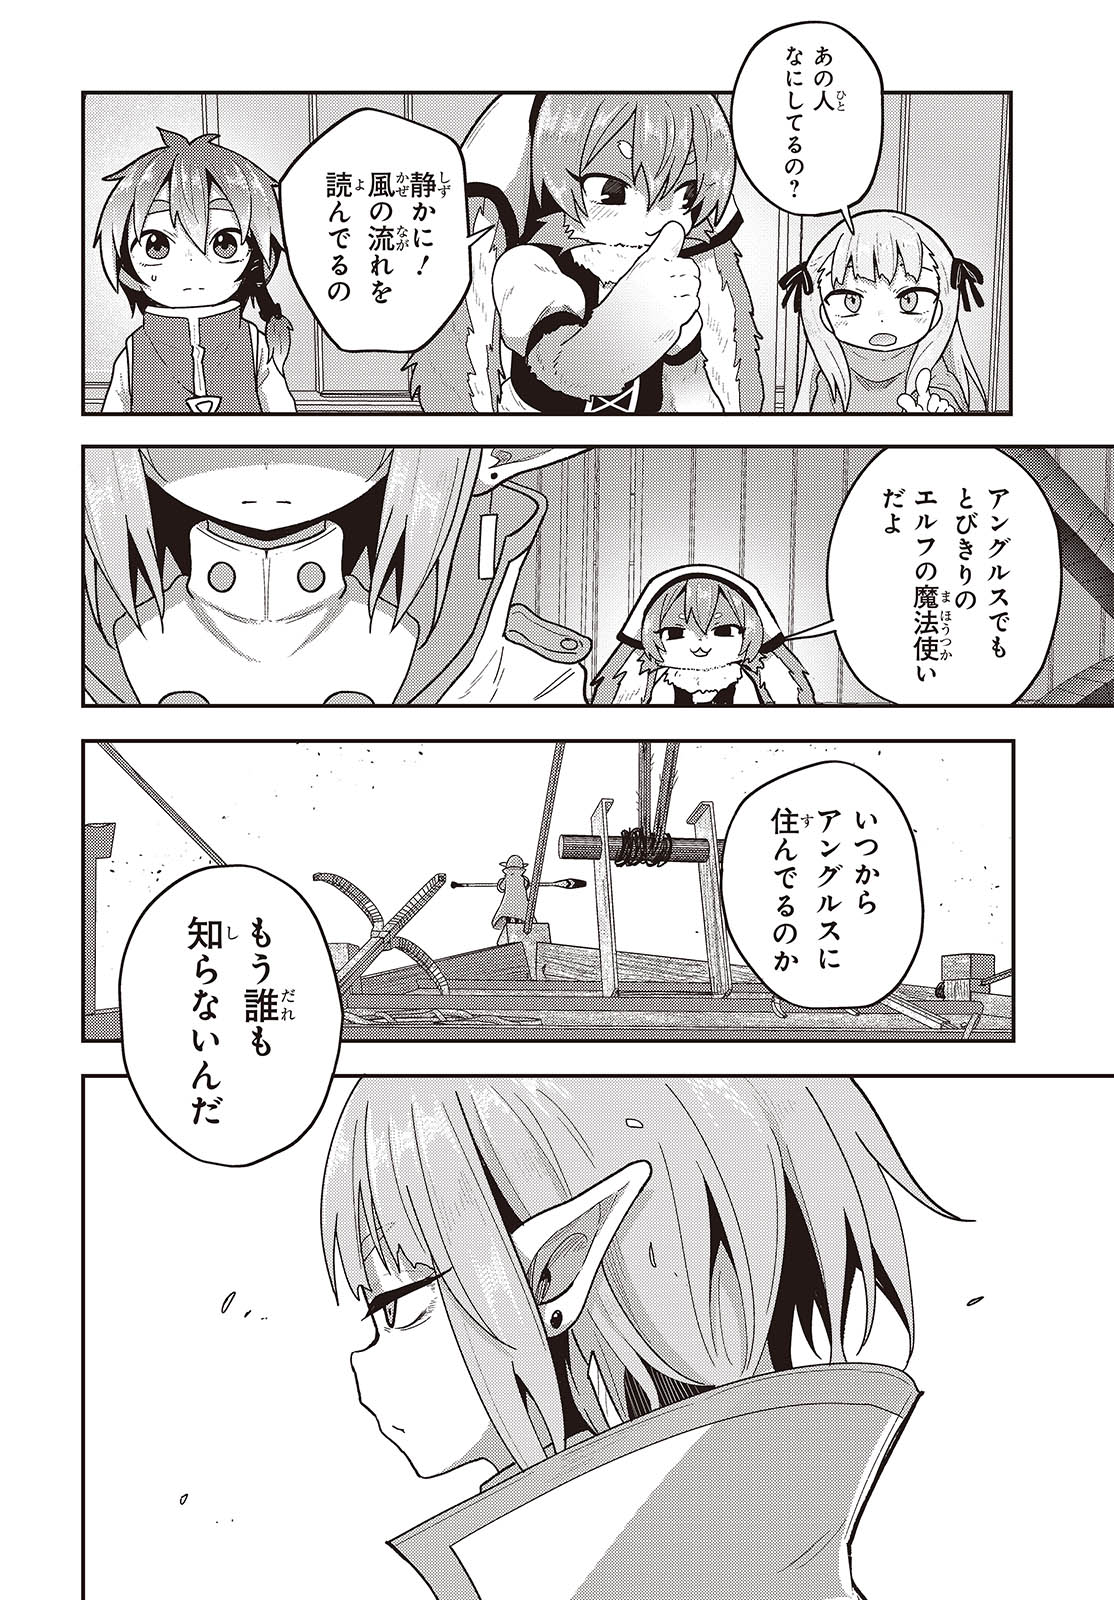 あの人
なにしてるの？
静かに！
風の流れを
読んでるの
アングルスでも
とびきりの
エルフの魔法使い
だよ
いつから
アングルスに
住んでるのか
もう誰も
知らないんだ